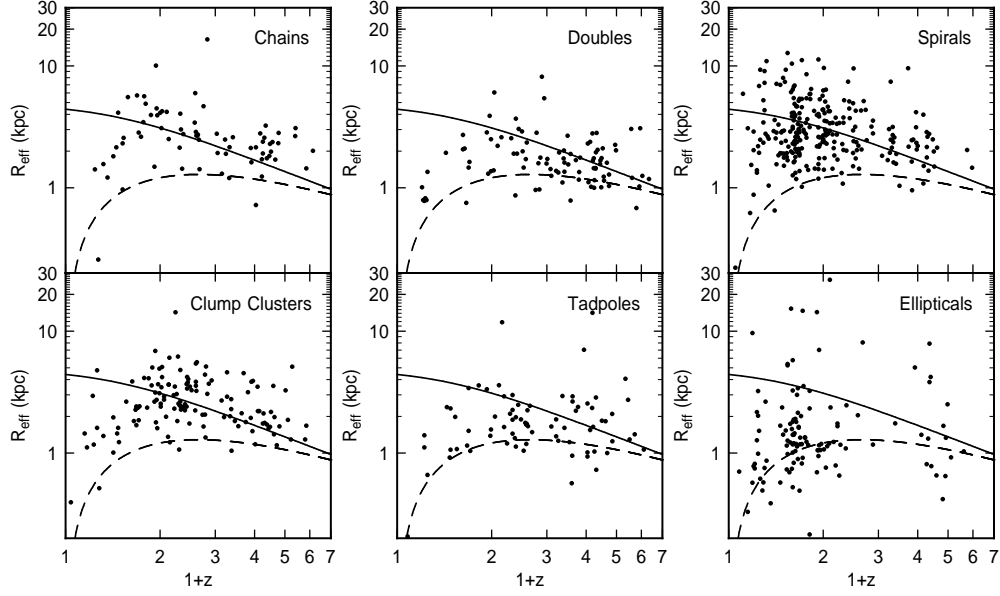 30
20
10
1
R_eff (kpc)
Chains
Doubles
30
20
10
1
R_eff (kpc)
Spirals
30
20
10
1
R_eff (kpc)
30
20
10
1
R_eff (kpc)
Clump Clusters
1 2 3 4 5 6 7
1+z
30
20
10
1
R_eff (kpc)
Tadpoles
1 2 3 4 5 6 7
1+z
30
20
10
1
R_eff (kpc)
Ellipticals
1 2 3 4 5 6 7
1+z